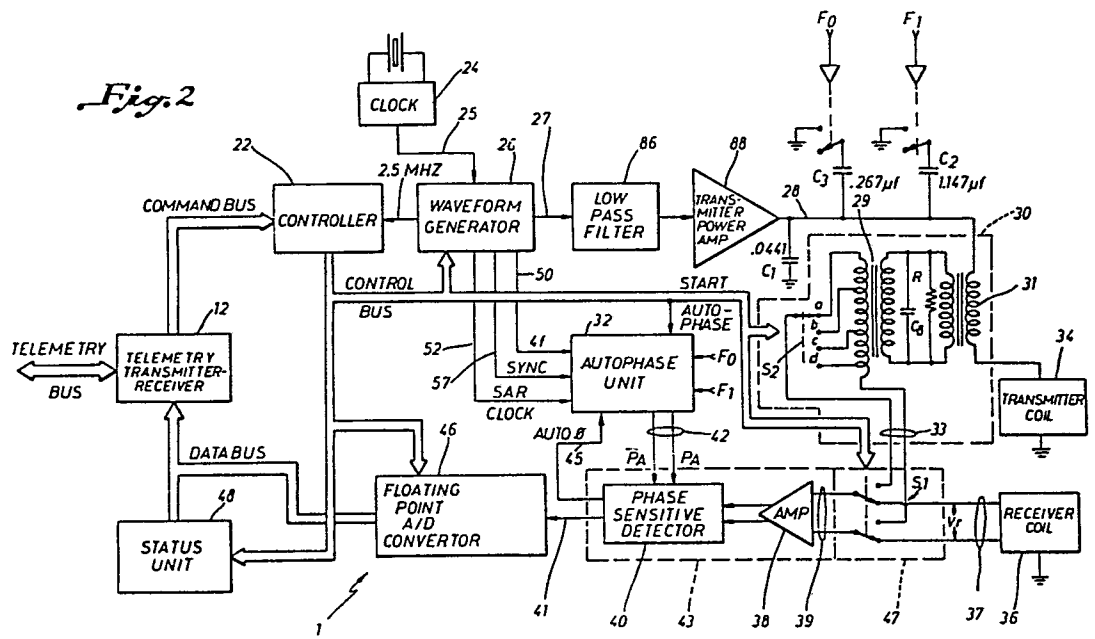 Fig. 2
F0
F1
24
CLOCK
25
22
26
27
86
88
2.5 MHZ
COMMAND BUS
CONTROLLER
WAVEFORM
GENERATOR
LOW
PASS
FILTER
TRANS-
MITTER
POWER
AMP
C3
.267µf
C2
1.147µf
28
29
30
.0441
C1
50
CONTROL
BUS
START
AUTO-
PHASE
R
C8
31
a
b
c
d
S2
12
TELEMETRY
BUS
TELEMETRY
TRANSMITTER-
RECEIVER
52
57
4f
SYNC
SAR
CLOCK
32
AUTOPHASE
UNIT
F0
F1
34
TRANSMITTER
COIL
33
AUTO Ø
45
42
P̅A
PA
DATA BUS
46
FLOATING
POINT
A/D
CONVERTOR
48
STATUS
UNIT
PHASE
SENSITIVE
DETECTOR
AMP
S1
Vr
RECEIVER
COIL
1
41
40
43
38
39
47
37
36